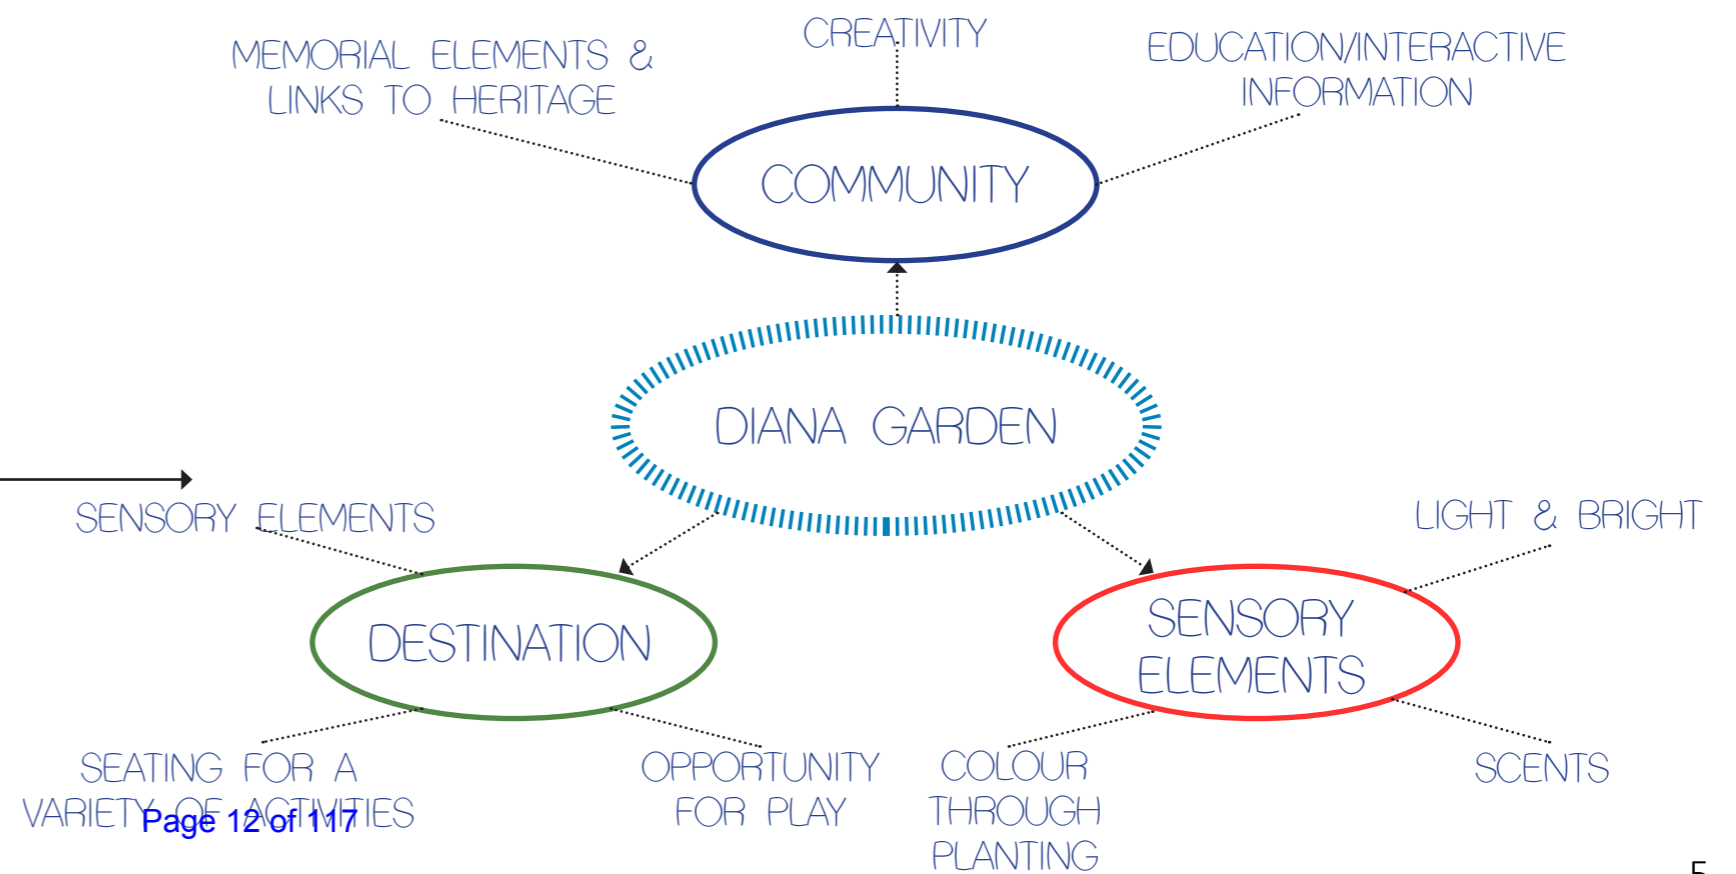 CREATIVITY
MEMORIAL ELEMENTS &
LINKS TO HERITAGE
EDUCATION/INTERACTIVE
INFORMATION
COMMUNITY
DIANA GARDEN
SENSORY ELEMENTS
LIGHT & BRIGHT
DESTINATION
SENSORY
ELEMENTS
SEATING FOR A
VARIETY OF ACTIVITIES
OPPORTUNITY
FOR PLAY
COLOUR
THROUGH
PLANTING
SCENTS
Page 12 of 117
5